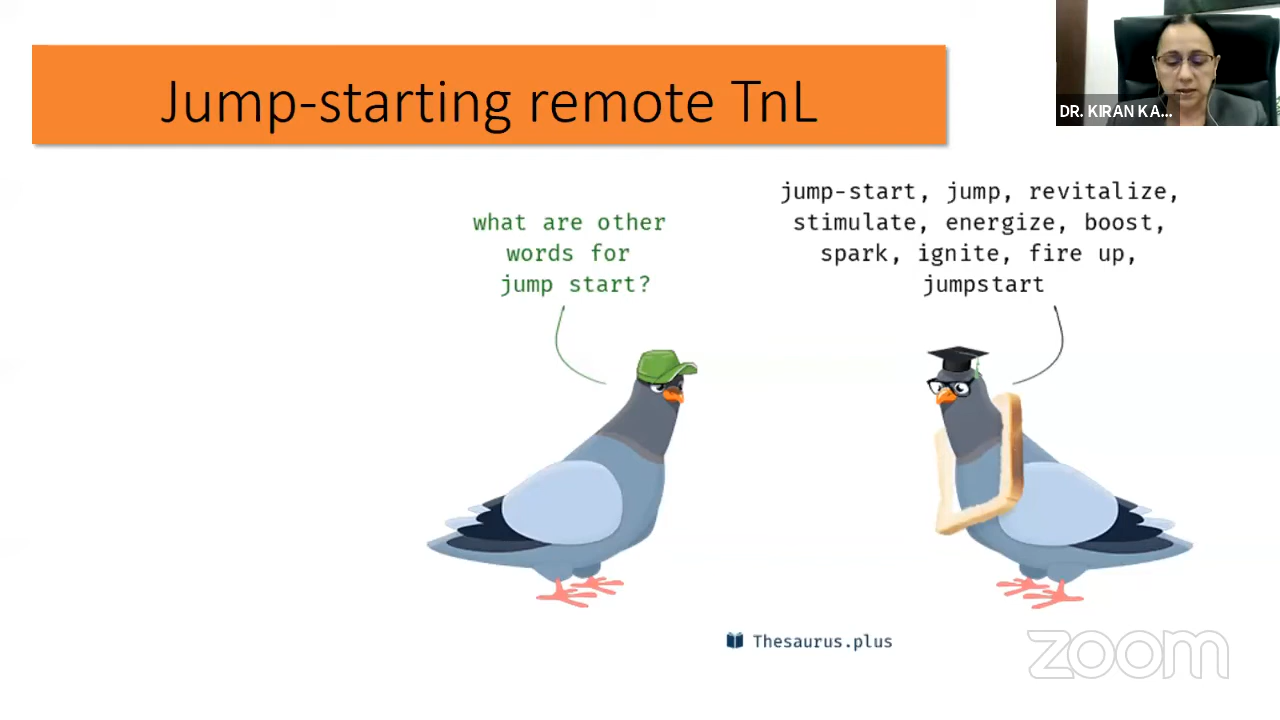 Jump-starting remote TnL
DR. KIRAN KA...
what are other
words for
jump start?
jump-start, jump, revitalize,
stimulate, energize, boost,
spark, ignite, fire up,
jumpstart
Thesaurus.plus
zoom